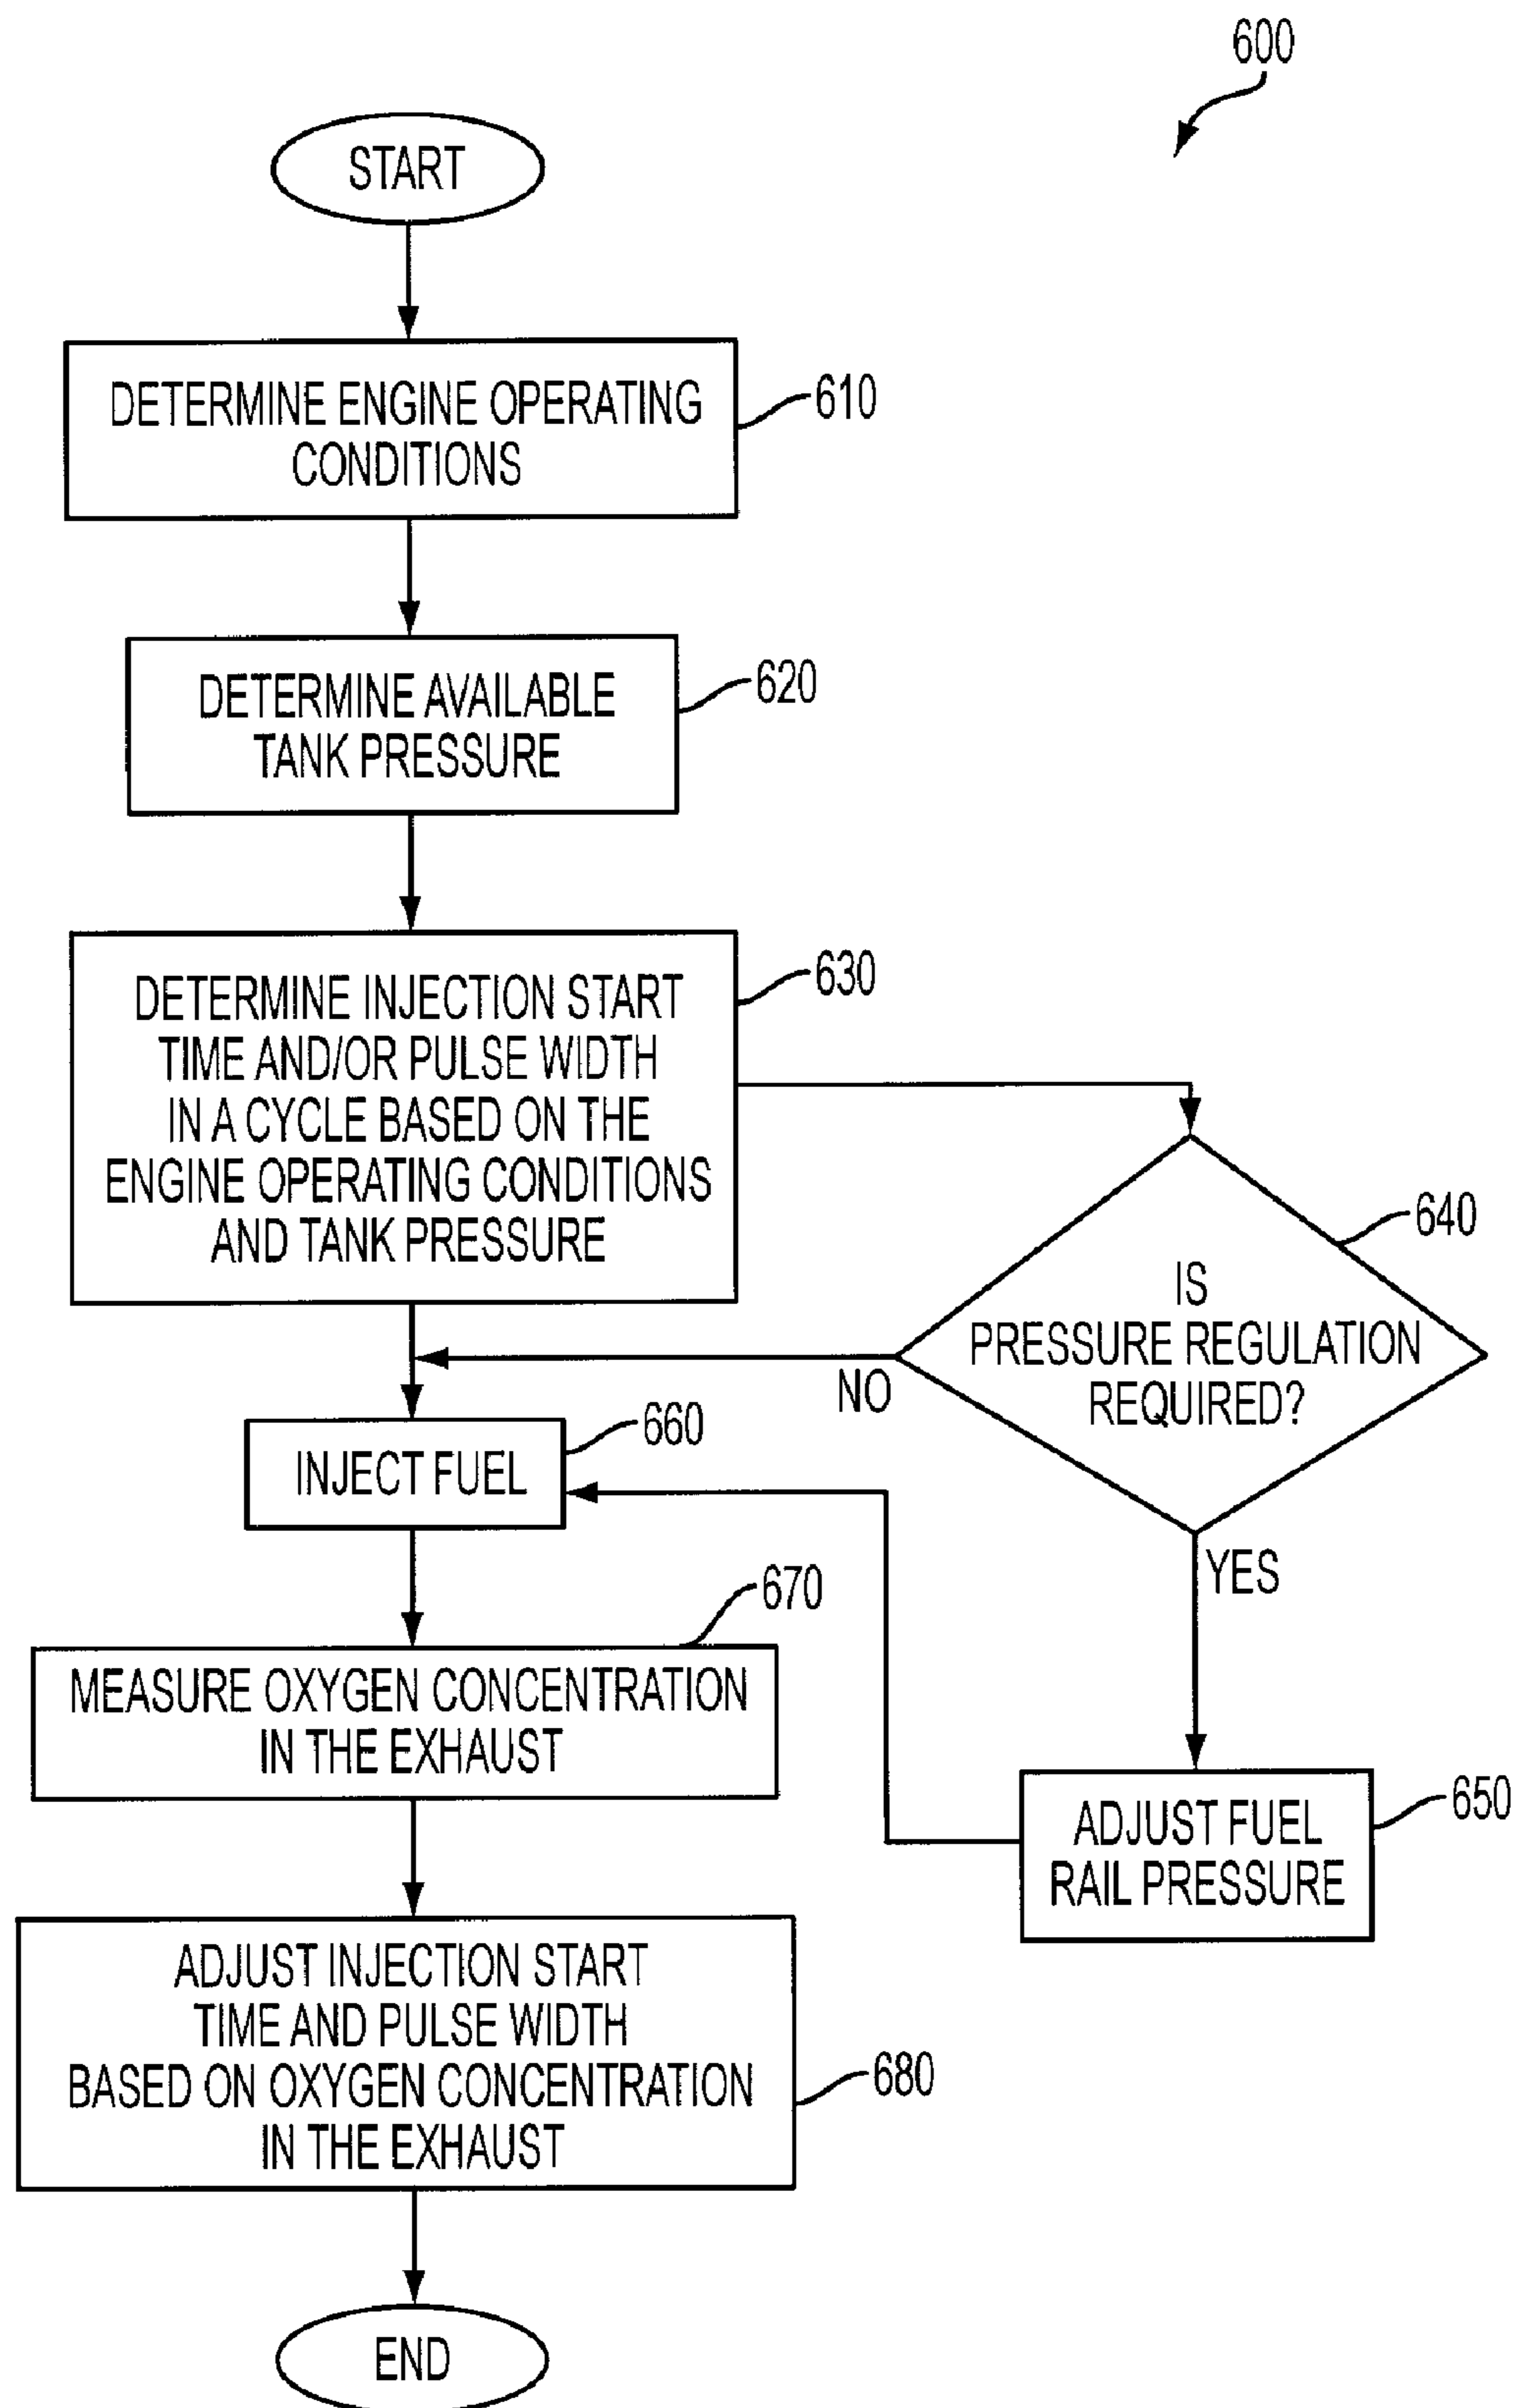 600
START
DETERMINE ENGINE OPERATING
CONDITIONS
610
DETERMINE AVAILABLE
TANK PRESSURE
620
DETERMINE INJECTION START
TIME AND/OR PULSE WIDTH
IN A CYCLE BASED ON THE
ENGINE OPERATING CONDITIONS
AND TANK PRESSURE
630
IS
PRESSURE REGULATION
REQUIRED?
640
NO
YES
INJECT FUEL
660
MEASURE OXYGEN CONCENTRATION
IN THE EXHAUST
670
ADJUST FUEL
RAIL PRESSURE
650
ADJUST INJECTION START
TIME AND PULSE WIDTH
BASED ON OXYGEN CONCENTRATION
IN THE EXHAUST
680
END